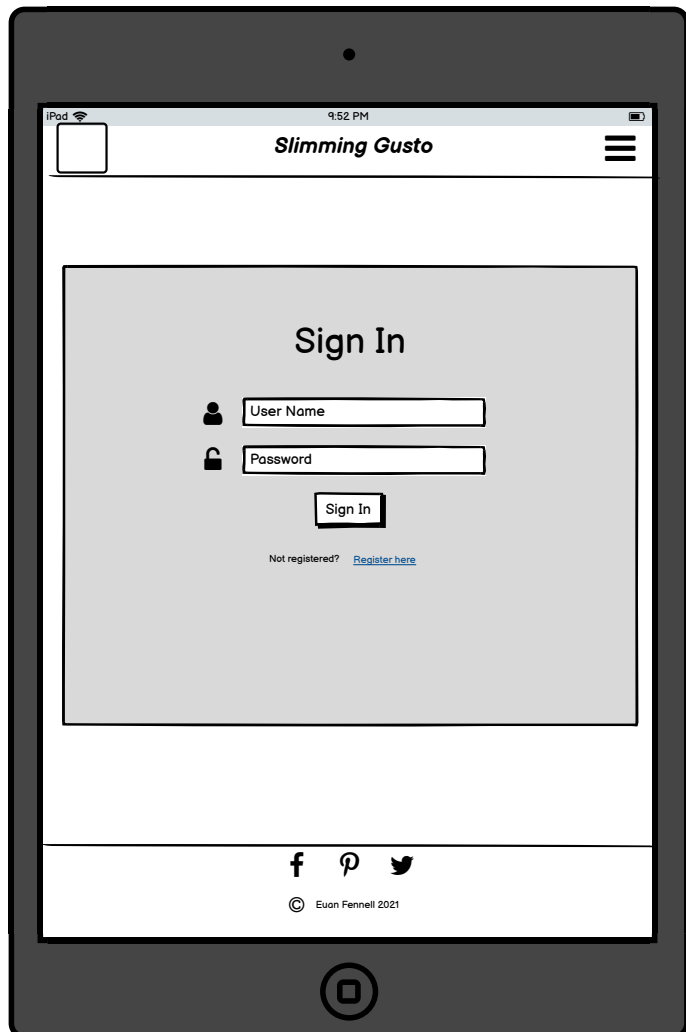 iPad 9:52 PM
Slimming Gusto
Sign In
User Name
Password
Sign In
Not registered? Register here
© Euan Fennell 2021